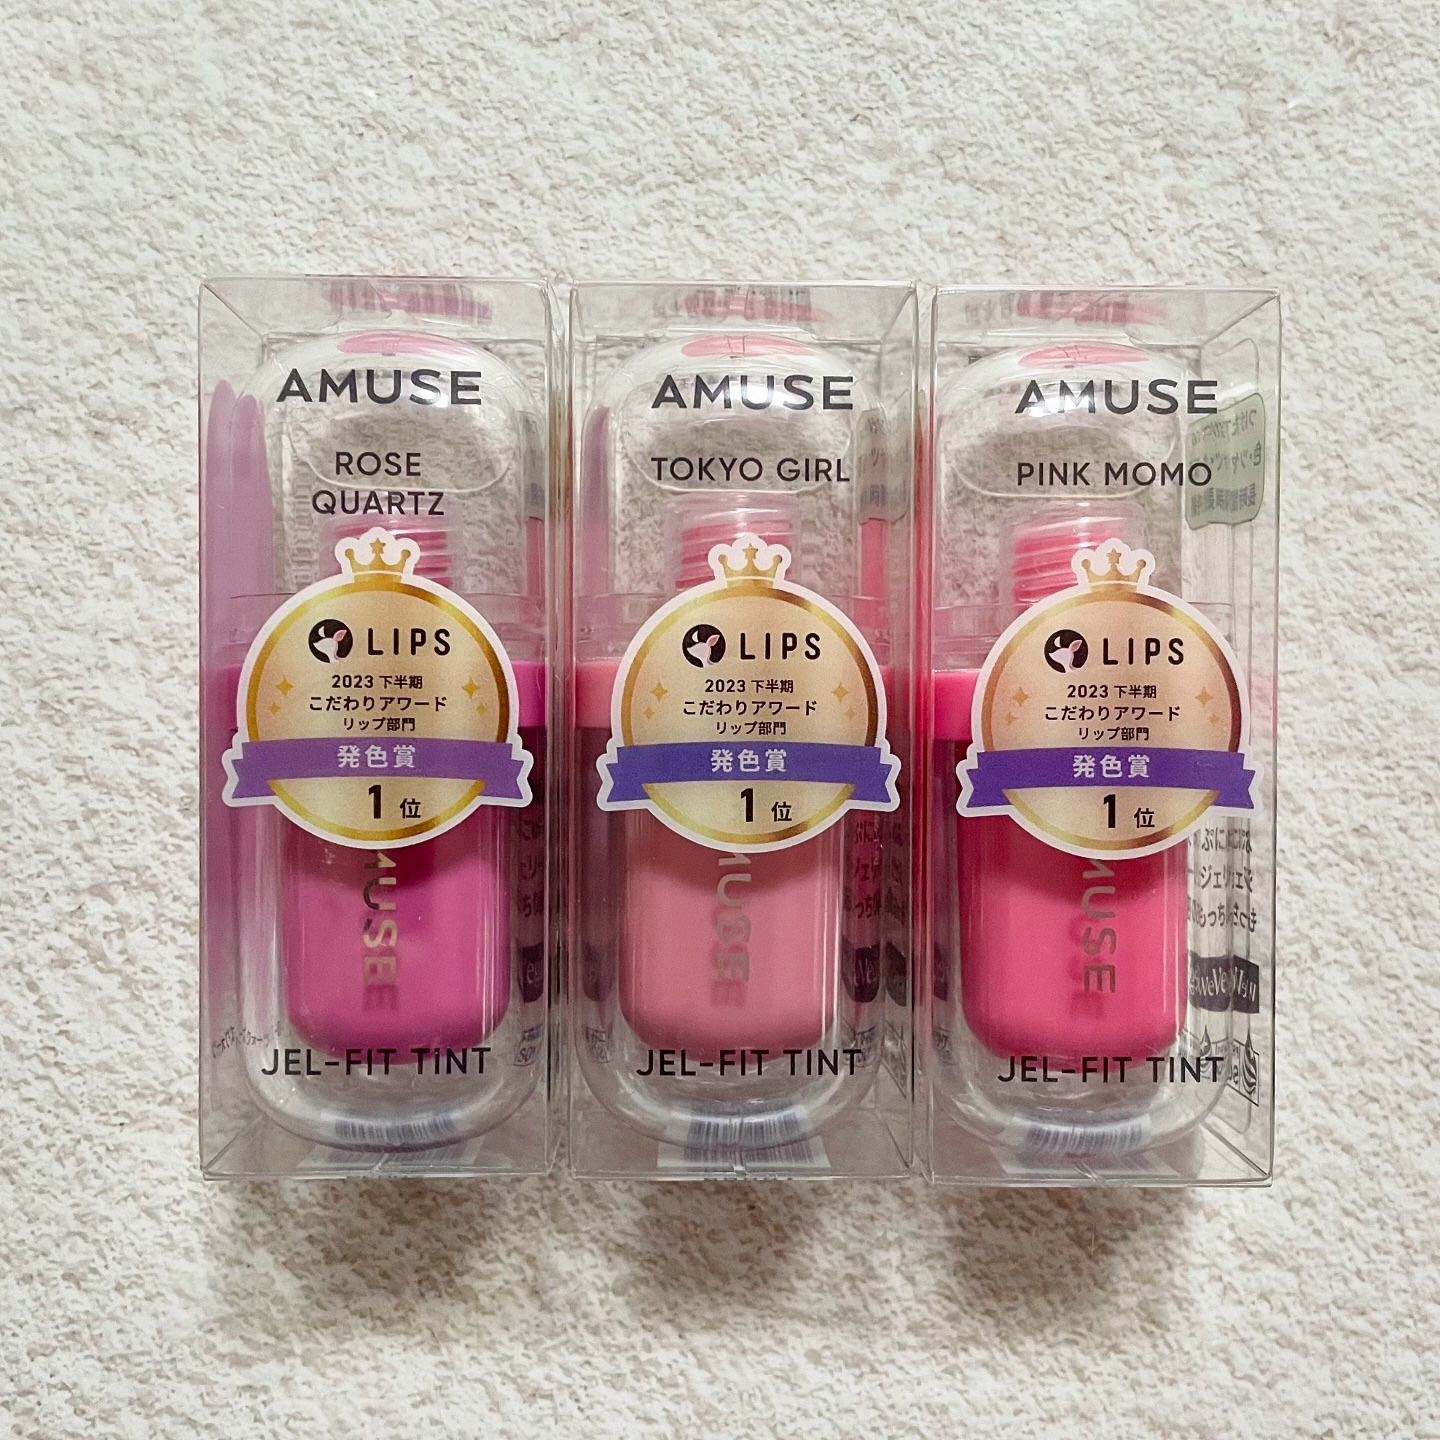 AMUSE
ROSE
QUARTZ
LIPS
2023 下半期
こだわりアワード
リップ部門
発色賞
1 位
MUSE
JEL-FIT TINT
AMUSE
TOKYO GIRL
LIPS
2023 下半期
こだわりアワード
リップ部門
発色賞
1 位
MUSE
JEL-FIT TINT
AMUSE
PINK MOMO
LIPS
2023 下半期
こだわりアワード
リップ部門
発色賞
1 位
MUSE
JEL-FIT TINT